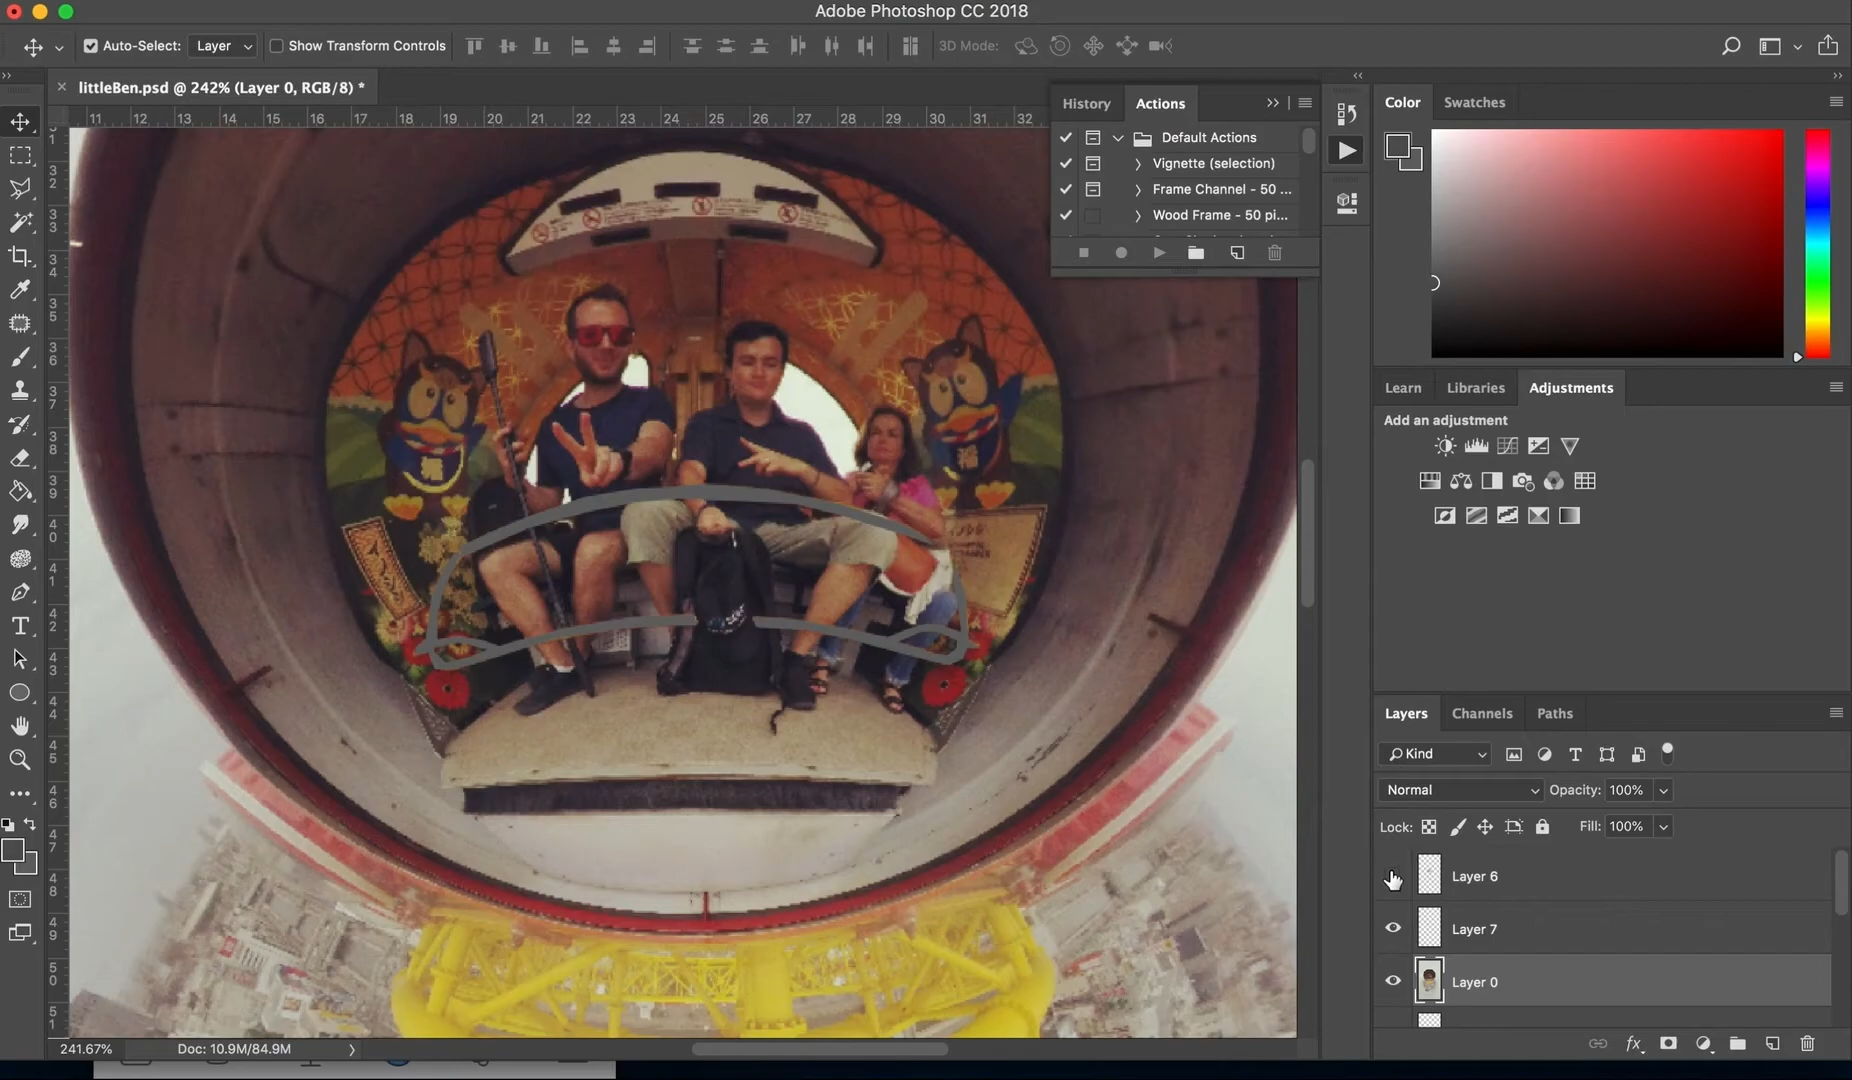 Adobe Photoshop CC 2018
Auto-Select: Layer Show Transform Controls 3D Mode:
littleBen.psd @ 242% (Layer 0, RGB/8) *
11 12 13 14 15 16 17 18 19 20 21 22 23 24 25 26 27 28 29 30 31 32
History Actions
Default Actions
Vignette (selection)
Frame Channel - 50 ...
Wood Frame - 50 pi...
Color Swatches
Learn Libraries Adjustments
Add an adjustment
Layers Channels Paths
Kind
Normal Opacity: 100%
Lock: Fill: 100%
Layer 6
Layer 7
Layer 0
fx
福
福
241.67% Doc: 10.9M/84.9M